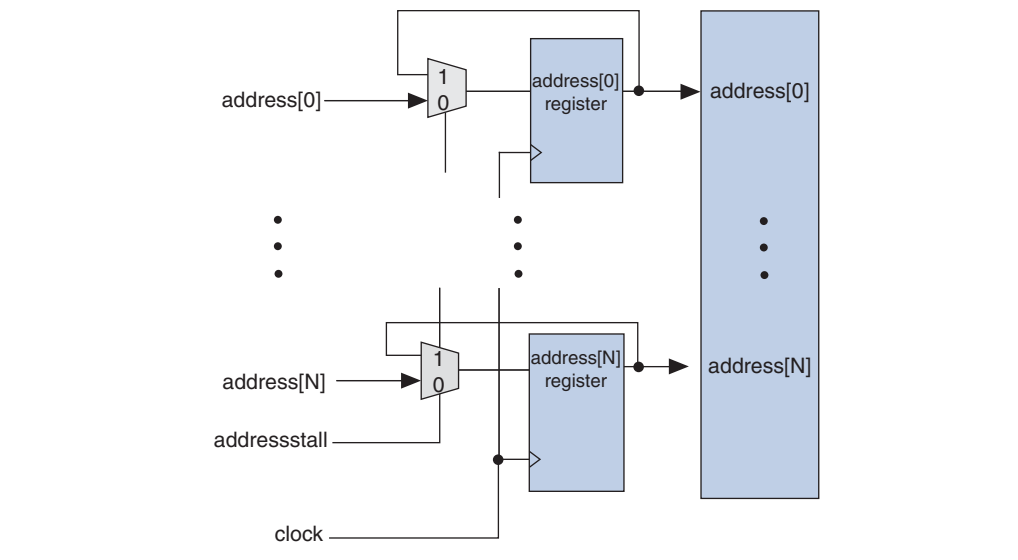 1
address[0]
0
address[0]
register
address[0]
1
address[N]
0
address[N]
register
address[N]
addressstall
clock